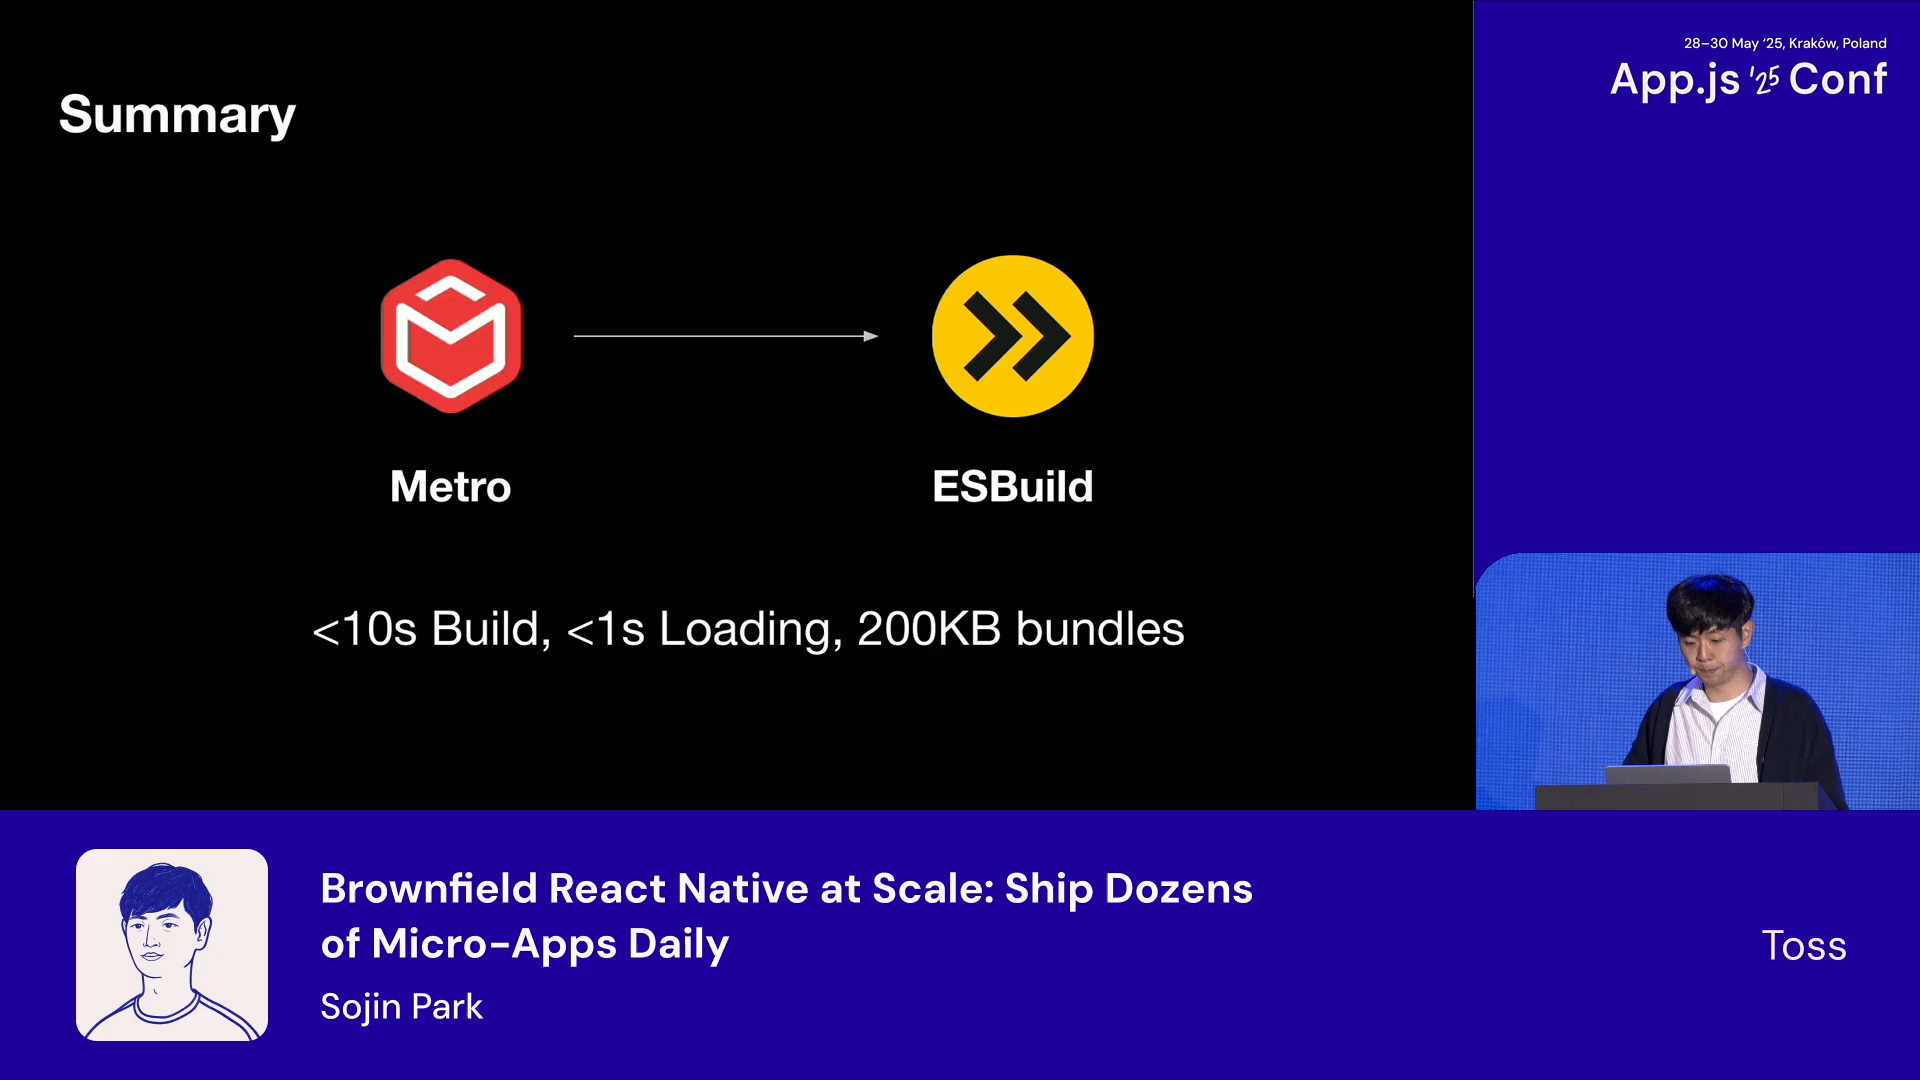 Summary
Metro
ESBuild
<10s Build, <1s Loading, 200KB bundles
28–30 May ‘25, Kraków, Poland
App.js ‘25 Conf
Brownfield React Native at Scale: Ship Dozens
of Micro-Apps Daily
Sojin Park
Toss